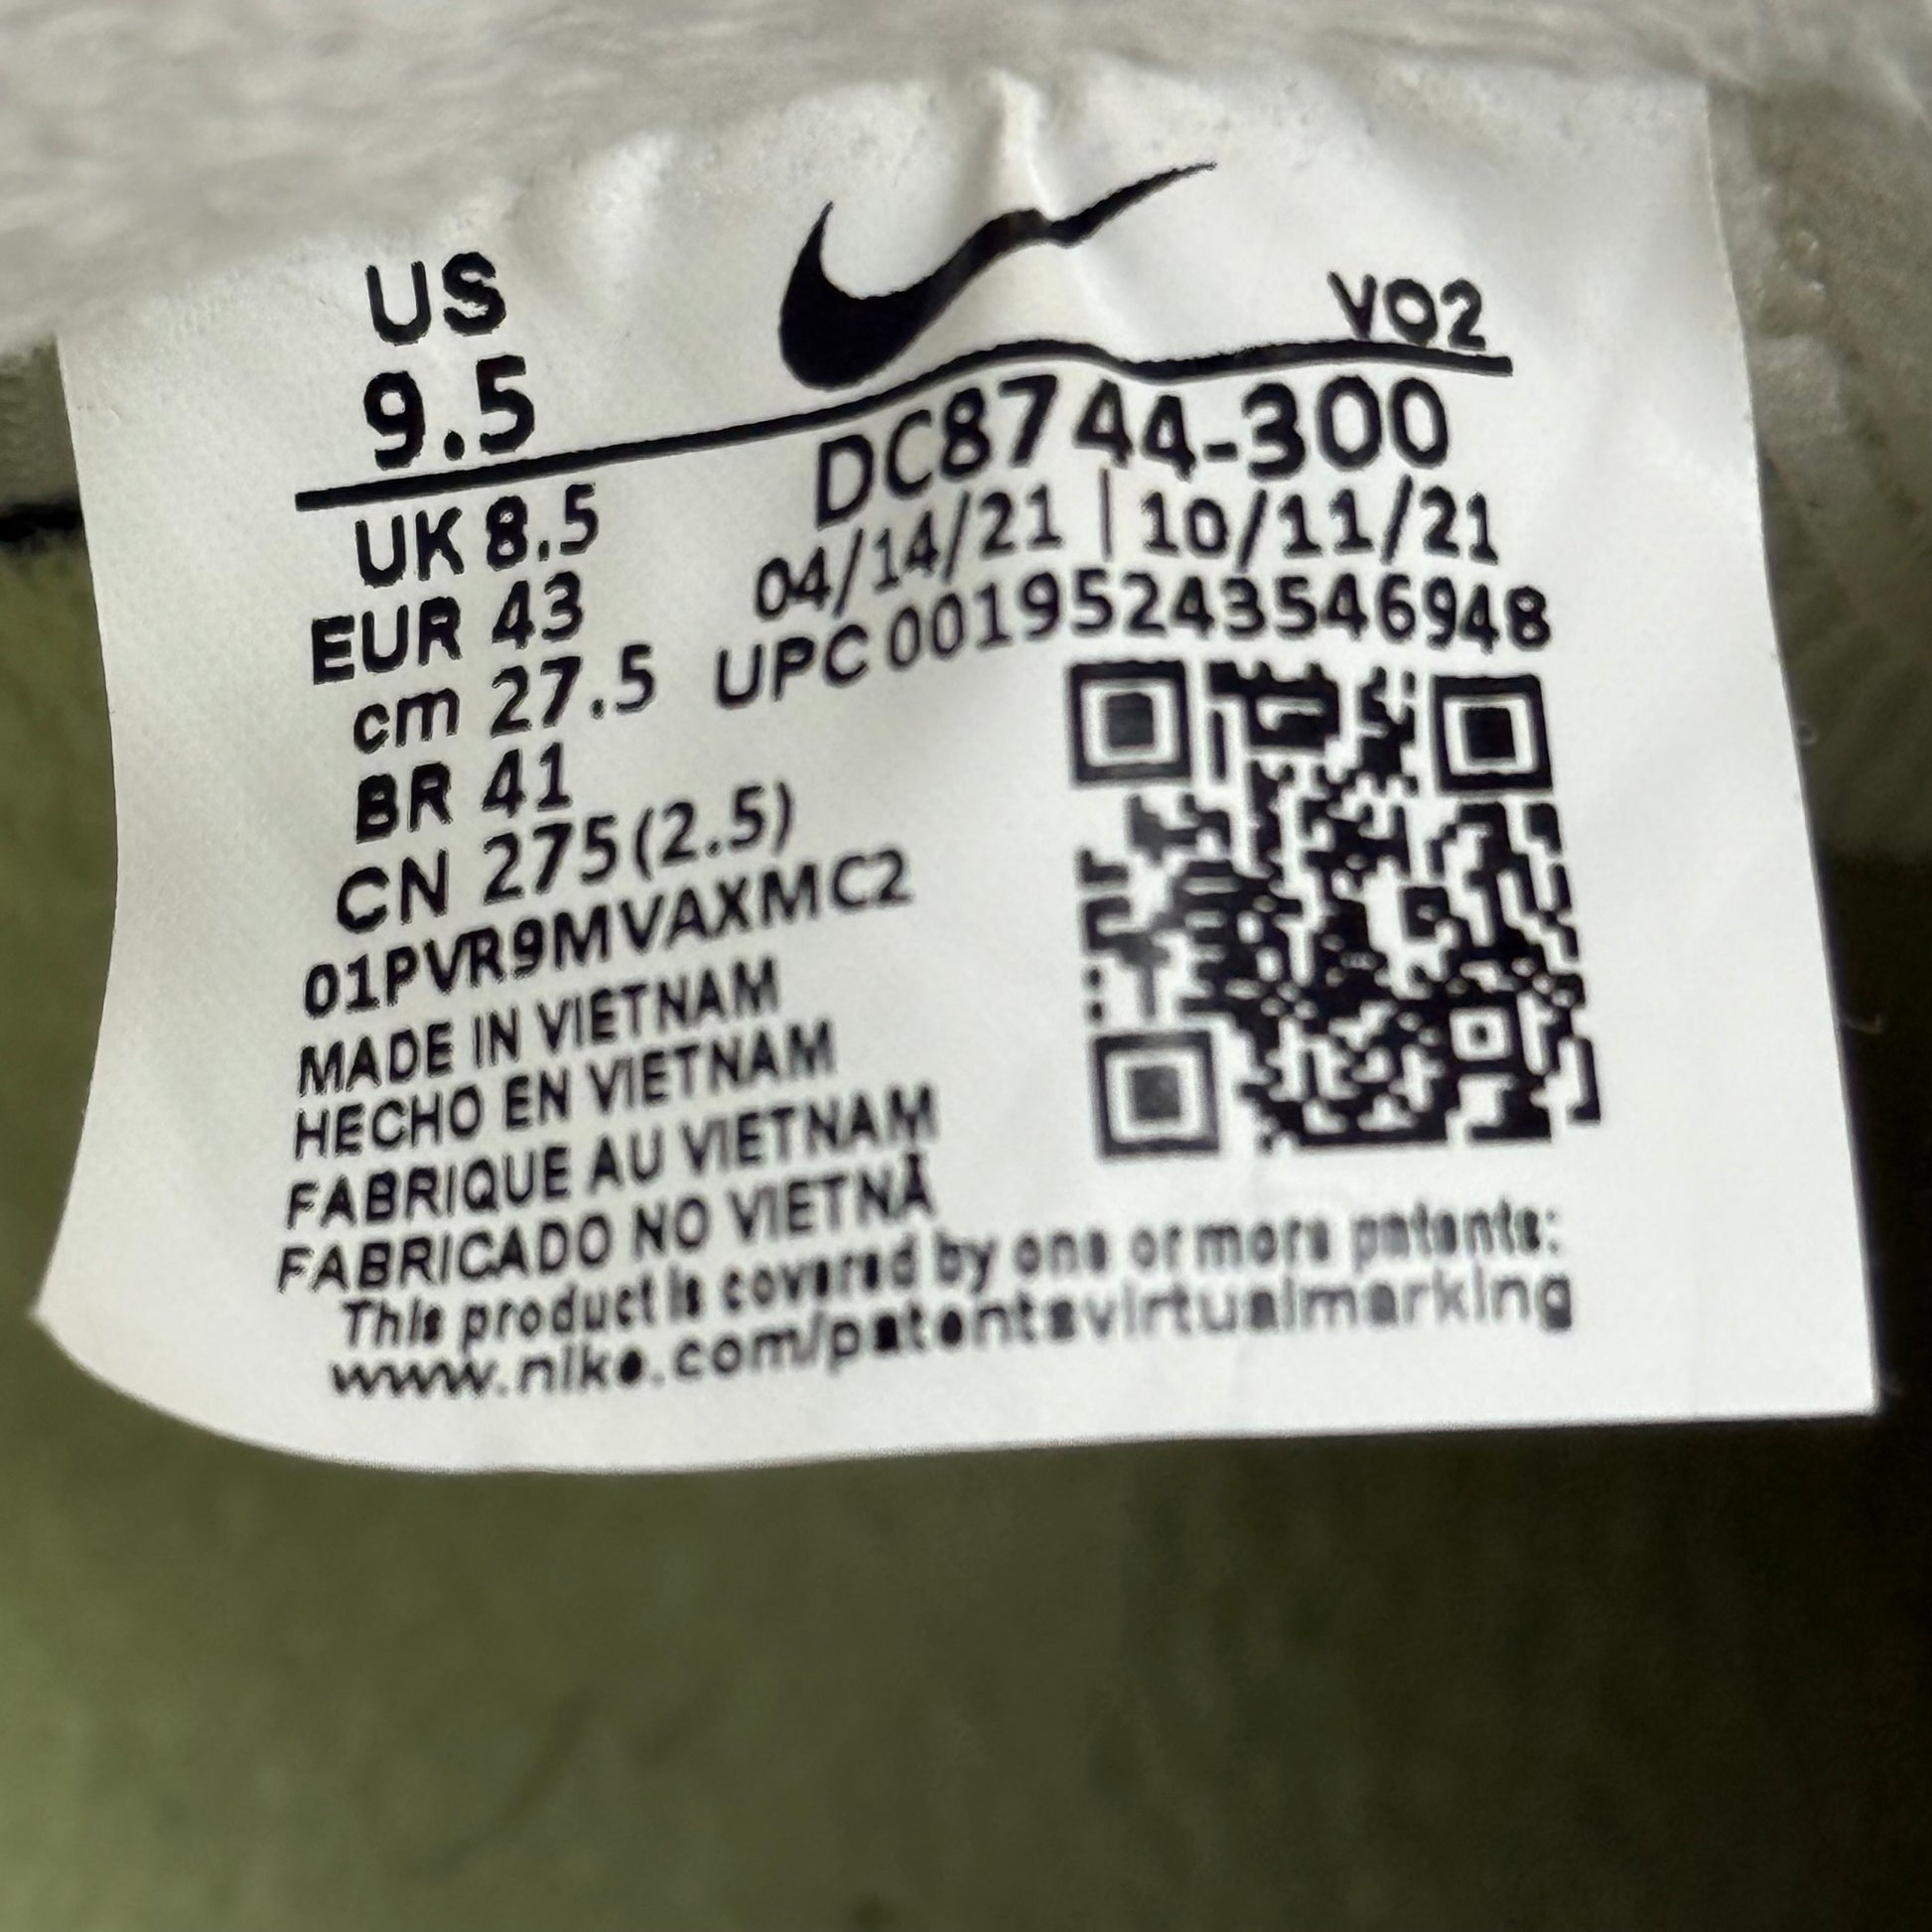 US
9.5
VO2
DC8744-300
04/14/21 | 10/11/21
UPC 00195243546948
UK 8.5
EUR 43
cm 27.5
BR 41
CN 275(2.5)
01PVR9MVAXMC2
MADE IN VIETNAM
HECHO EN VIETNAM
FABRIQUE AU VIETNAM
FABRICADO NO VIETNÃ
This product is covered by one or more patents:
www.nike.com/patentsvirtualmarking